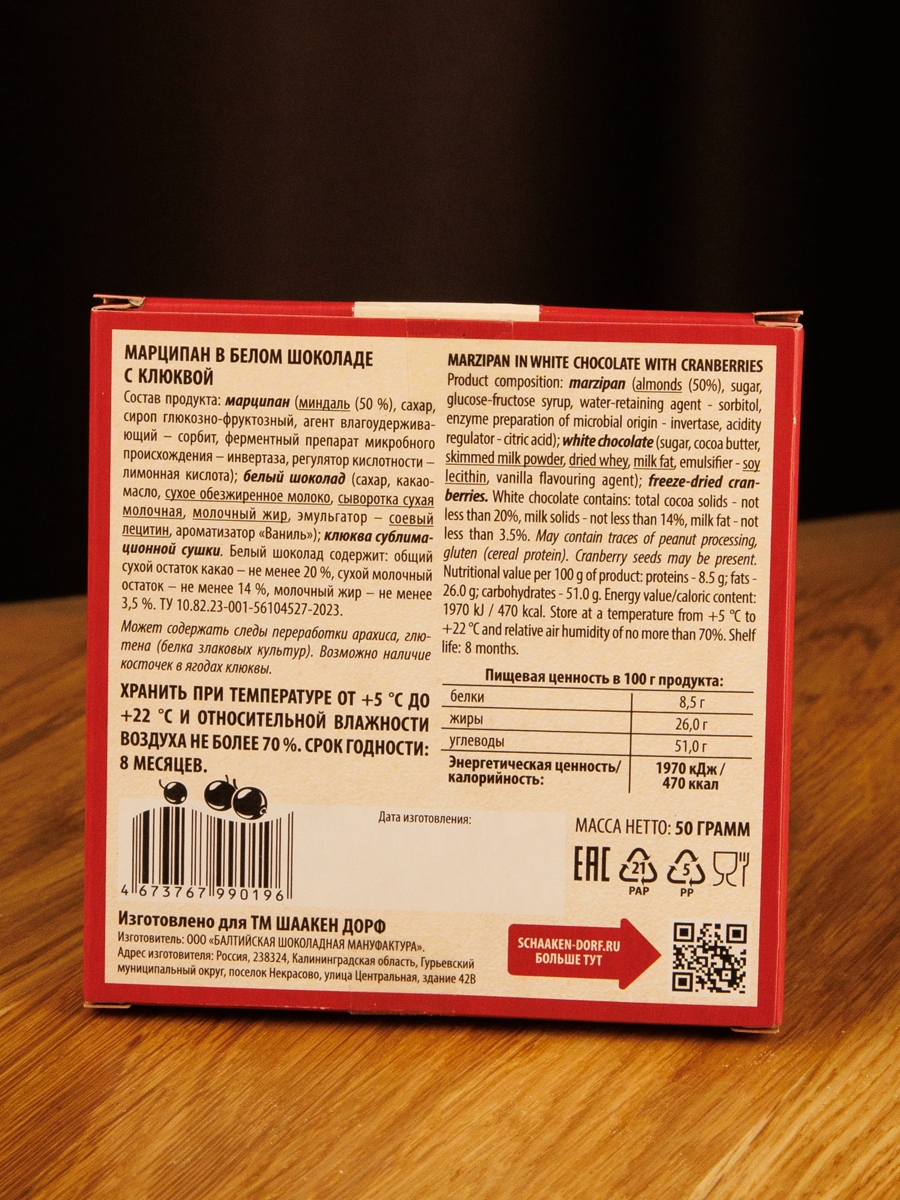 МАРЦИПАН В БЕЛОМ ШОКОЛАДЕ
С КЛЮКВОЙ
Состав продукта: марципан (миндаль (50 %), сахар,
сироп глюкозно-фруктозный, агент влагоудержива-
ющий – сорбит, ферментный препарат микробного
происхождения – инвертаза, регулятор кислотности –
лимонная кислота); белый шоколад (сахар, какао-
масло, сухое обезжиренное молоко, сыворотка сухая
молочная, молочный жир, эмульгатор – соевый
лецитин, ароматизатор «Ваниль»); клюква сублима-
ционной сушки. Белый шоколад содержит: общий
сухой остаток какао – не менее 20 %, сухой молочный
остаток – не менее 14 %, молочный жир – не менее
3,5 %. ТУ 10.82.23-001-56104527-2023.
Может содержать следы переработки арахиса, глю-
тена (белка злаковых культур). Возможно наличие
косточек в ягодах клюквы.
ХРАНИТЬ ПРИ ТЕМПЕРАТУРЕ ОТ +5 °С ДО
+22 °С И ОТНОСИТЕЛЬНОЙ ВЛАЖНОСТИ
ВОЗДУХА НЕ БОЛЕЕ 70 %. СРОК ГОДНОСТИ:
8 МЕСЯЦЕВ.
MARZIPAN IN WHITE CHOCOLATE WITH CRANBERRIES
Product composition: marzipan (almonds (50%), sugar,
glucose-fructose syrup, water-retaining agent - sorbitol,
enzyme preparation of microbial origin - invertase, acidity
regulator - citric acid); white chocolate (sugar, cocoa butter,
skimmed milk powder, dried whey, milk fat, emulsifier - soy
lecithin, vanilla flavouring agent); freeze-dried cran-
berries. White chocolate contains: total cocoa solids - not
less than 20%, milk solids - not less than 14%, milk fat - not
less than 3.5%. May contain traces of peanut processing,
gluten (cereal protein). Cranberry seeds may be present.
Nutritional value per 100 g of product: proteins - 8.5 g; fats -
26.0 g; carbohydrates - 51.0 g. Energy value/caloric content:
1970 kJ / 470 kcal. Store at a temperature from +5 °C to
+22 °C and relative air humidity of no more than 70%. Shelf
life: 8 months.
Пищевая ценность в 100 г продукта:
белки 8,5 г
жиры 26,0 г
углеводы 51,0 г
Энергетическая ценность/ 1970 кДж /
калорийность: 470 ккал
Дата изготовления:
4 673767 990196
МАССА НЕТТО: 50 ГРАММ
ЕАС 21 5
PAP PP
Изготовлено для ТМ ШААКЕН ДОРФ
Изготовитель: ООО «БАЛТИЙСКАЯ ШОКОЛАДНАЯ МАНУФАКТУРА».
Адрес изготовителя: Россия, 238324, Калининградская область, Гурьевский
муниципальный округ, поселок Некрасово, улица Центральная, здание 42В
SCHAAKEN-DORF.RU
БОЛЬШЕ ТУТ